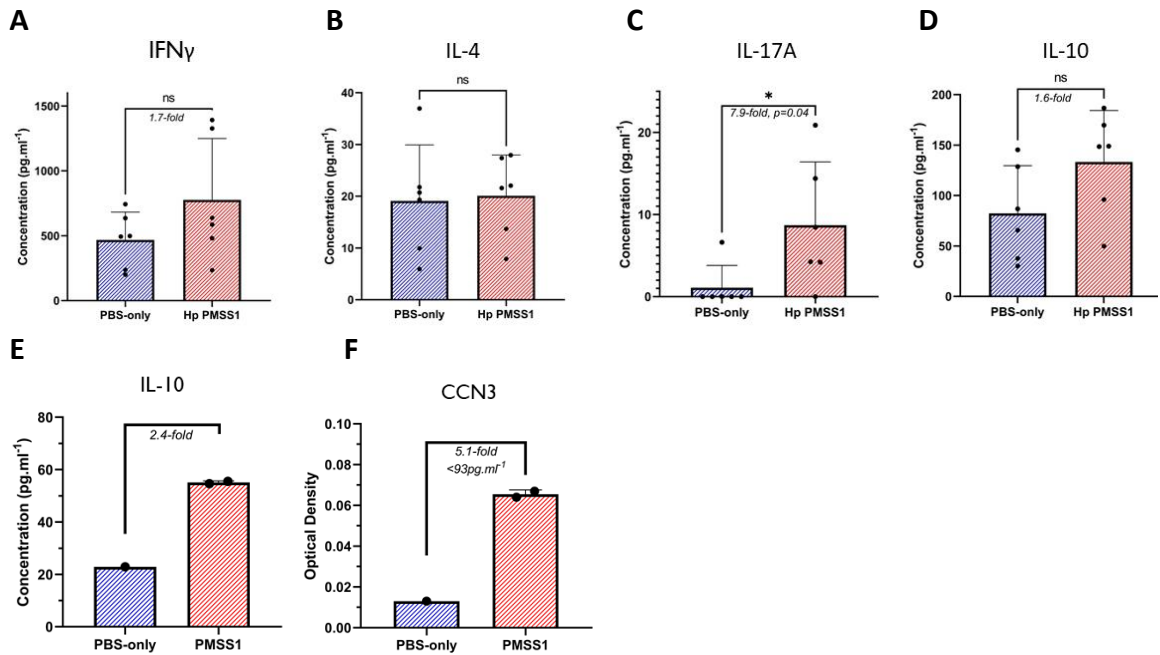 A
IFNγ
ns
1.7-fold
Concentration (pg.ml⁻¹)
1500
1000
500
0
PBS-only Hp PMSS1
B
IL-4
ns
Concentration (pg.ml⁻¹)
40
30
20
10
0
PBS-only Hp PMSS1
C
IL-17A
*
7.9-fold, p=0.04
Concentration (pg.ml⁻¹)
20
10
0
PBS-only Hp PMSS1
D
IL-10
ns
1.6-fold
Concentration (pg.ml⁻¹)
200
150
100
50
0
PBS-only Hp PMSS1
E
IL-10
2.4-fold
Concentration (pg.ml⁻¹)
80
60
40
20
0
PBS-only PMSS1
F
CCN3
5.1-fold
<93pg.ml⁻¹
Optical Density
0.10
0.08
0.06
0.04
0.02
0.00
PBS-only PMSS1